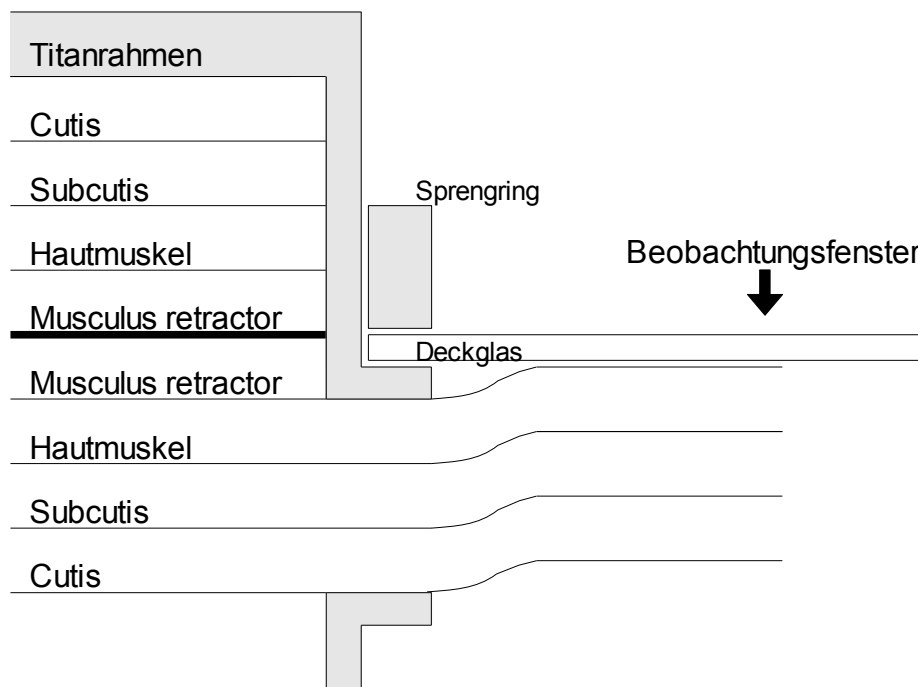 Titanrahmen
Cutis
Subcutis
Sprengring
Hautmuskel
Beobachtungsfenster
Musculus retractor
Deckglas
Musculus retractor
Hautmuskel
Subcutis
Cutis